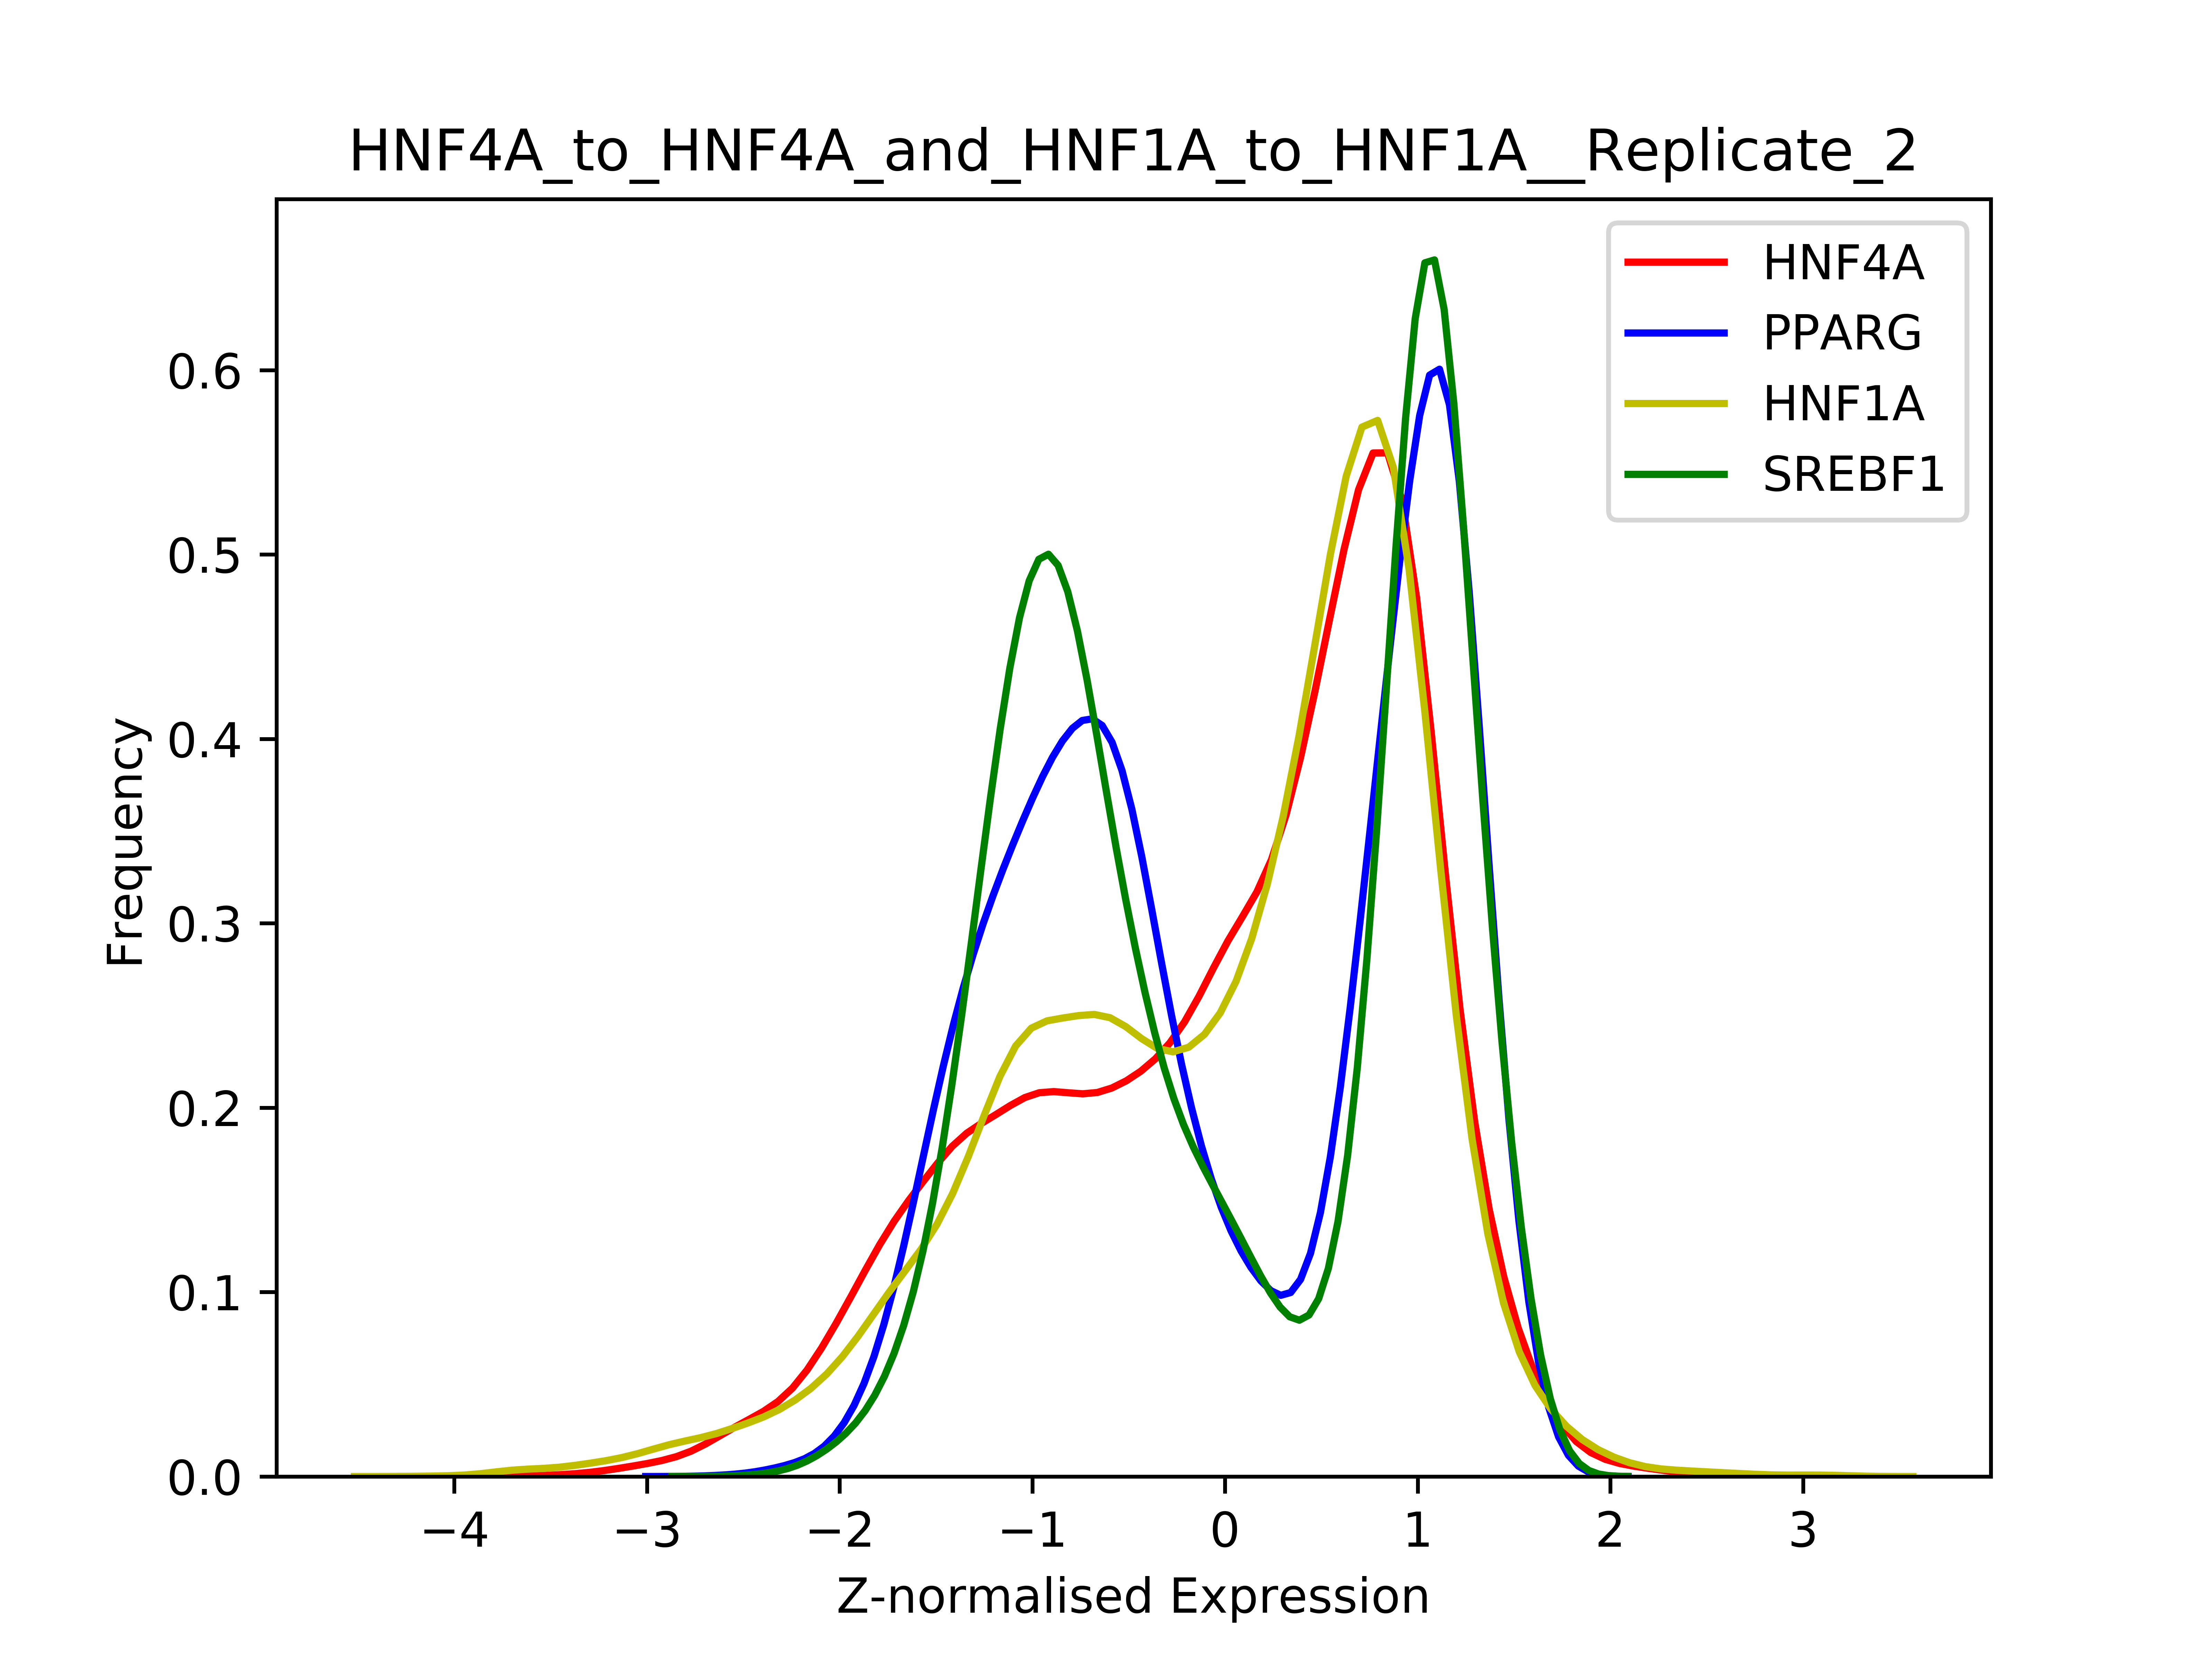 HNF4A_to_HNF4A_and_HNF1A_to_HNF1A__Replicate_2
HNF4A
PPARG
HNF1A
SREBF1
Frequency
0.6
0.5
0.4
0.3
0.2
0.1
0.0
−4 −3 −2 −1 0 1 2 3
Z-normalised Expression